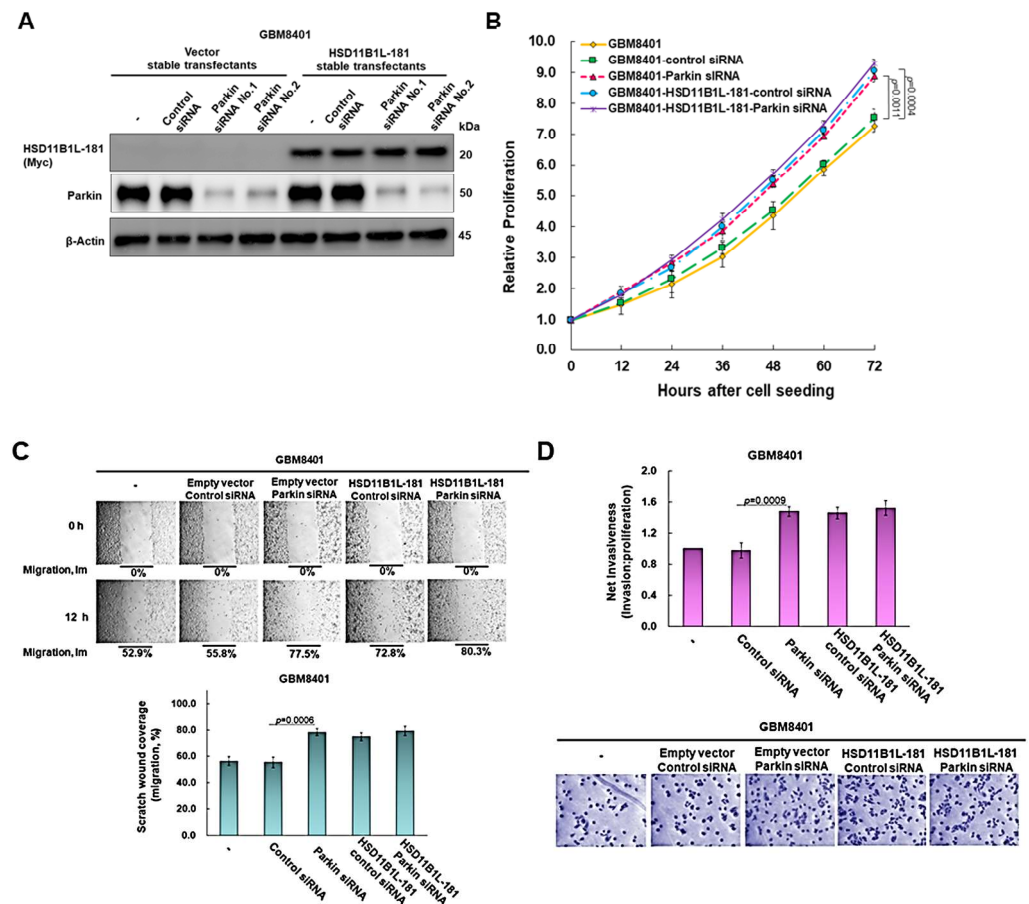 A
GBM8401
Vector
stable transfectants
HSD11B1L-181
stable transfectants
-
Control
siRNA
Parkin
siRNA No.1
Parkin
siRNA No.2
-
Control
siRNA
Parkin
siRNA No.1
Parkin
siRNA No.2
kDa
HSD11B1L-181
(Myc)
20
Parkin
50
β-Actin
45
B
10.0
9.0
8.0
7.0
6.0
5.0
4.0
3.0
2.0
1.0
0.0
Relative Proliferation
GBM8401
GBM8401-control siRNA
GBM8401-Parkin siRNA
GBM8401-HSD11B1L-181-control siRNA
GBM8401-HSD11B1L-181-Parkin siRNA
p=0.0011
p=0.0004
0 12 24 36 48 60 72
Hours after cell seeding
C
GBM8401
-
Empty vector
Control siRNA
Empty vector
Parkin siRNA
HSD11B1L-181
Control siRNA
HSD11B1L-181
Parkin siRNA
0 h
Migration, Im 0% 0% 0% 0% 0%
12 h
Migration, Im 52.9% 55.8% 77.5% 72.8% 80.3%
GBM8401
Scratch wound coverage
(migration, %)
100.0
80.0
60.0
40.0
20.0
0.0
p=0.0006
-
Control siRNA
Parkin siRNA
HSD11B1L-181
control siRNA
HSD11B1L-181
Parkin siRNA
D
GBM8401
Net Invasiveness
(Invasion:proliferation)
2.0
1.6
1.2
0.8
0.4
0.0
p=0.0009
-
Control siRNA
Parkin siRNA
HSD11B1L-181
control siRNA
HSD11B1L-181
Parkin siRNA
GBM8401
-
Empty vector
Control siRNA
Empty vector
Parkin siRNA
HSD11B1L-181
Control siRNA
HSD11B1L-181
Parkin siRNA